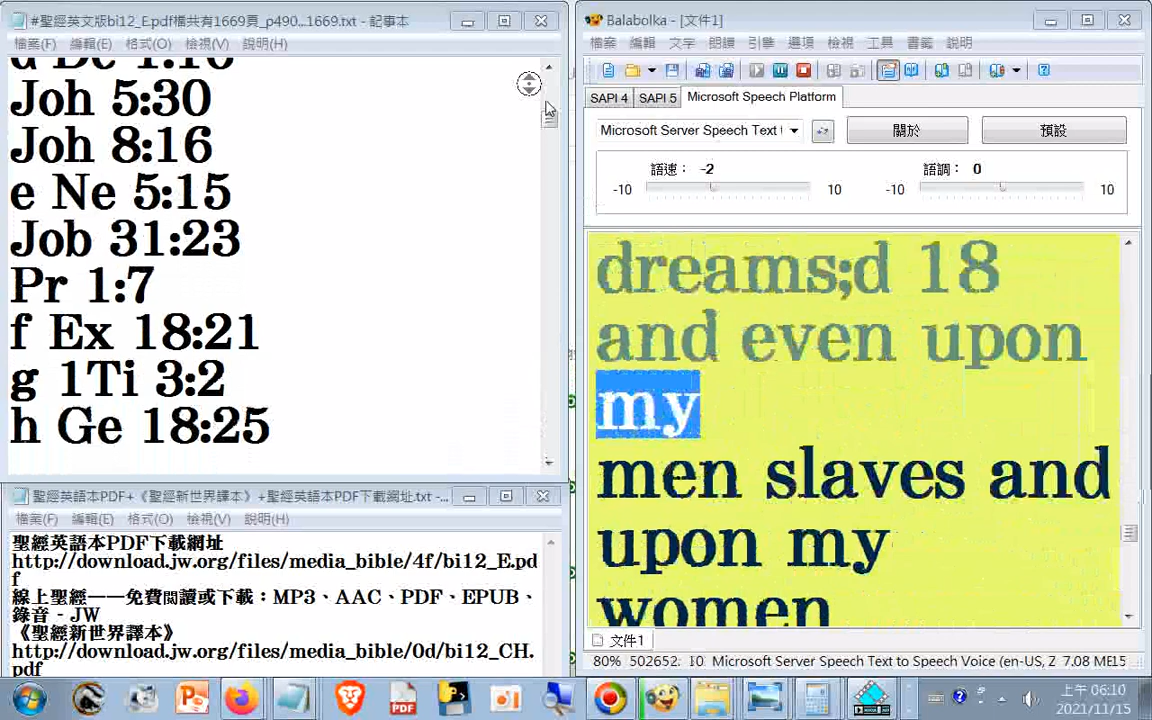 #聖經英文版bi12_E.pdf檔共有1669頁_p490...1669.txt - 記事本
檔案(F) 編輯(E) 格式(O) 檢視(V) 說明(H)
d De 1:16
Joh 5:30
Joh 8:16
e Ne 5:15
Job 31:23
Pr 1:7
f Ex 18:21
g 1Ti 3:2
h Ge 18:25
聖經英語本PDF+《聖經新世界譯本》+聖經英語本PDF下載網址.txt -...
檔案(F) 編輯(E) 格式(O) 檢視(V) 說明(H)
聖經英語本PDF下載網址
http://download.jw.org/files/media_bible/4f/bi12_E.pd
f
線上聖經——免費閱讀或下載：MP3、AAC、PDF、EPUB、
錄音 - JW
《聖經新世界譯本》
http://download.jw.org/files/media_bible/0d/bi12_CH.
pdf
Balabolka - [文件1]
檔案 編輯 文字 朗讀 引擎 選項 檢視 工具 書籤 說明
SAPI 4 SAPI 5 Microsoft Speech Platform
Microsoft Server Speech Text
關於 預設
語速： -2 語調： 0
-10 10 -10 10
dreams;d 18
and even upon
my
men slaves and
upon my
women
文件1
80% 502652. 10 Microsoft Server Speech Text to Speech Voice (en-US, Z 7.08 ME15
上午 06:10
2021/11/15